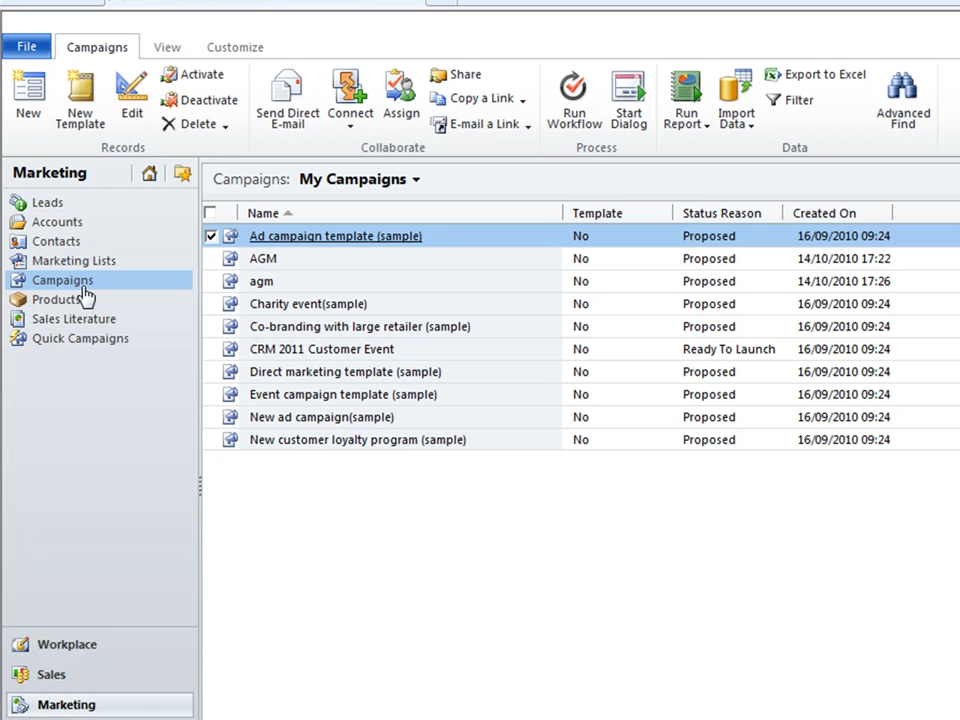 File Campaigns View Customize
New
New Template
Edit
Activate
Deactivate
Delete
Records
Send Direct E-mail
Connect
Assign
Share
Copy a Link
E-mail a Link
Collaborate
Run Workflow
Start Dialog
Process
Run Report
Import Data
Export to Excel
Filter
Advanced Find
Data
Marketing
Leads
Accounts
Contacts
Marketing Lists
Campaigns
Products
Sales Literature
Quick Campaigns
Workplace
Sales
Marketing
Campaigns: My Campaigns
Name Template Status Reason Created On
Ad campaign template (sample) No Proposed 16/09/2010 09:24
AGM No Proposed 14/10/2010 17:22
agm No Proposed 14/10/2010 17:26
Charity event(sample) No Proposed 16/09/2010 09:24
Co-branding with large retailer (sample) No Proposed 16/09/2010 09:24
CRM 2011 Customer Event No Ready To Launch 16/09/2010 09:24
Direct marketing template (sample) No Proposed 16/09/2010 09:24
Event campaign template (sample) No Proposed 16/09/2010 09:24
New ad campaign(sample) No Proposed 16/09/2010 09:24
New customer loyalty program (sample) No Proposed 16/09/2010 09:24